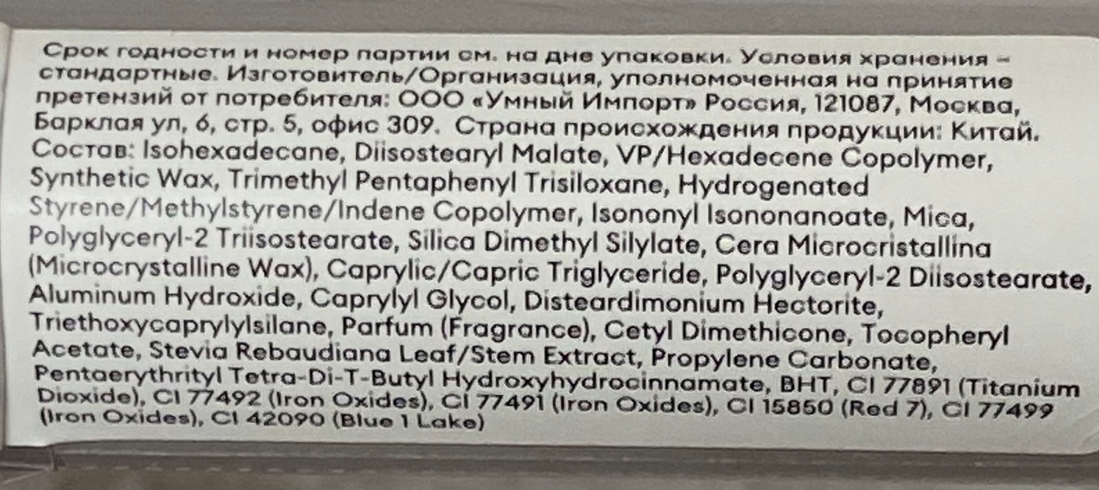 Срок годности и номер партии см. на дне упаковки. Условия хранения –
стандартные. Изготовитель/Организация, уполномоченная на принятие
претензий от потребителя: ООО «Умный Импорт» Россия, 121087, Москва,
Барклая ул, 6, стр. 5, офис 309. Страна происхождения продукции: Китай.
Состав: Isohexadecane, Diisostearyl Malate, VP/Hexadecene Copolymer,
Synthetic Wax, Trimethyl Pentaphenyl Trisiloxane, Hydrogenated
Styrene/Methylstyrene/Indene Copolymer, Isononyl Isononanoate, Mica,
Polyglyceryl-2 Triisostearate, Silica Dimethyl Silylate, Cera Microcristallina
(Microcrystalline Wax), Caprylic/Capric Triglyceride, Polyglyceryl-2 Diisostearate,
Aluminum Hydroxide, Caprylyl Glycol, Disteardimonium Hectorite,
Triethoxycaprylylsilane, Parfum (Fragrance), Cetyl Dimethicone, Tocopheryl
Acetate, Stevia Rebaudiana Leaf/Stem Extract, Propylene Carbonate,
Pentaerythrityl Tetra-Di-T-Butyl Hydroxyhydrocinnamate, BHT, CI 77891 (Titanium
Dioxide), CI 77492 (Iron Oxides), CI 77491 (Iron Oxides), CI 15850 (Red 7), CI 77499
(Iron Oxides), CI 42090 (Blue 1 Lake)